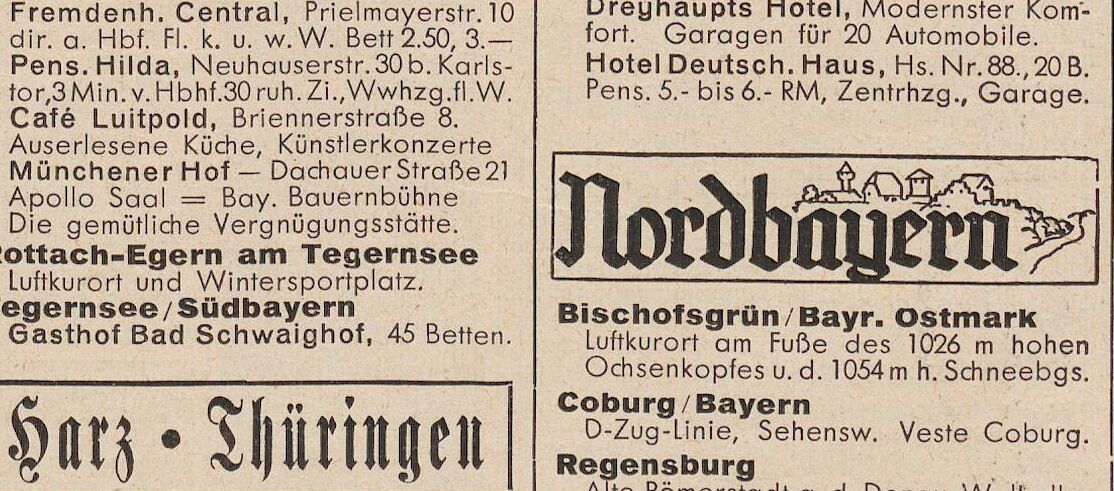 Fremdenh. Central, Prielmayerstr. 10
dir. a. Hbf. Fl. k. u. w. W. Bett 2.50, 3.—
Pens. Hilda, Neuhauserstr. 30 b. Karls-
tor, 3 Min. v. Hbhf. 30 ruh. Zi., Wwhzg. fl. W.
Café Luitpold, Briennerstraße 8.
Auserlesene Küche, Künstlerkonzerte
Münchener Hof — Dachauer Straße 21
Apollo Saal = Bay. Bauernbühne
Die gemütliche Vergnügungsstätte.
Rottach-Egern am Tegernsee
Luftkurort und Wintersportplatz.
egernsee/Südbayern
Gasthof Bad Schwaighof, 45 Betten.
Harz • Thüringen
Dreyhaupts Hotel, Modernster Kom-
fort. Garagen für 20 Automobile.
Hotel Deutsch. Haus, Hs. Nr. 88., 20 B.
Pens. 5.- bis 6.- RM, Zentrhzg., Garage.
Nordbayern
Bischofsgrün/Bayr. Ostmark
Luftkurort am Fuße des 1026 m hohen
Ochsenkopfes u. d. 1054 m h. Schneebgs.
Coburg/Bayern
D-Zug-Linie, Sehensw. Veste Coburg.
Regensburg
Alte Römerstadt a. d. Donau